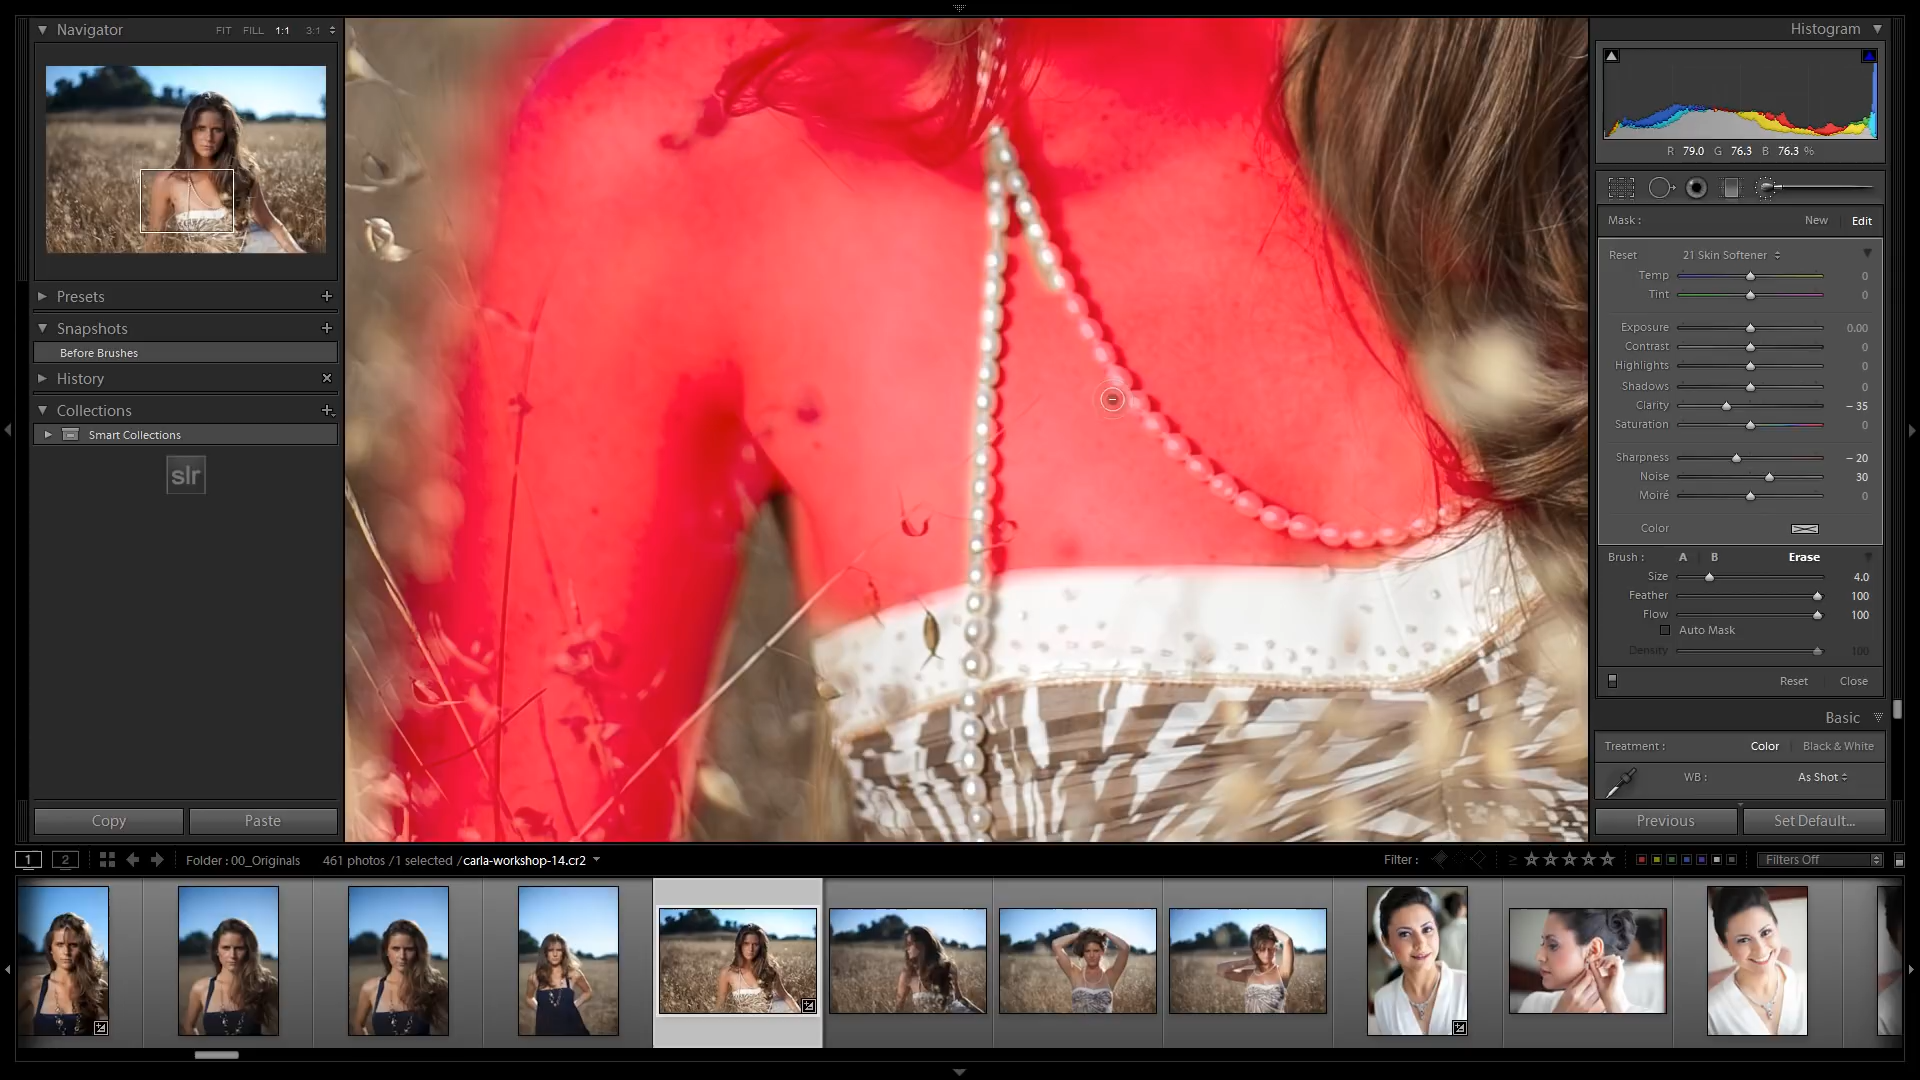 Navigator FIT FILL 1:1 3:1
Presets
Snapshots
Before Brushes
History
Collections
Smart Collections
slr
Copy Paste
Histogram
R 79.0 G 76.3 B 76.3 %
Mask : New Edit
Reset 21 Skin Softener
Temp 0
Tint 0
Exposure 0.00
Contrast 0
Highlights 0
Shadows 0
Clarity – 35
Saturation 0
Sharpness – 20
Noise 30
Moiré 0
Color
Brush : A B Erase
Size 4.0
Feather 100
Flow 100
Auto Mask
Density 100
Reset Close
Basic
Treatment : Color Black & White
WB : As Shot
Previous Set Default...
1 2 Folder : 00_Originals 461 photos /1 selected /carla-workshop-14.cr2 Filter : ≥ Filters Off